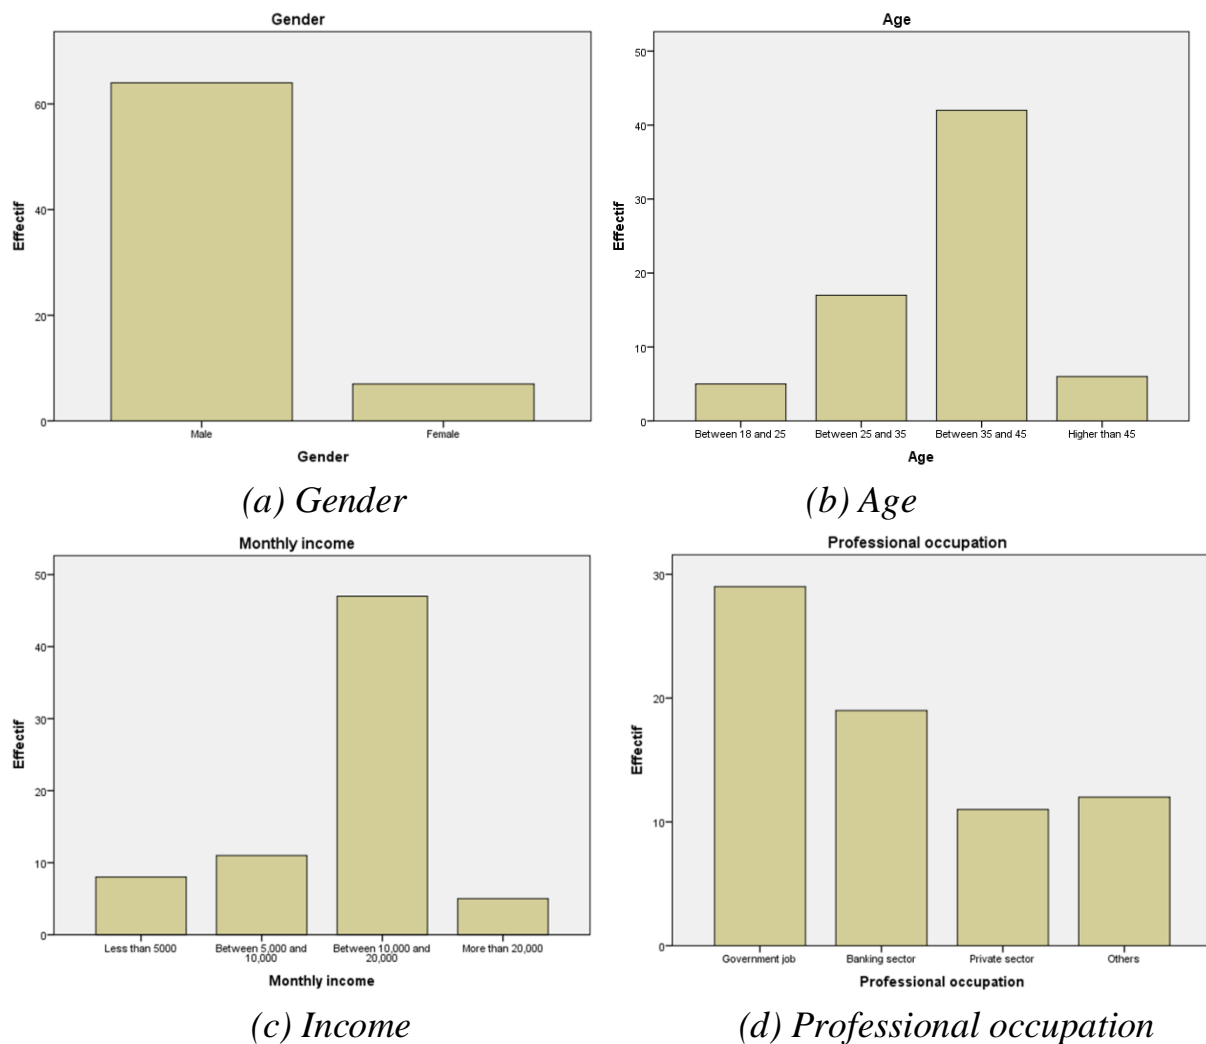 Gender
Effectif
60
40
20
0
Male Female
Gender
(a) Gender
Age
Effectif
50
40
30
20
10
0
Between 18 and 25 Between 25 and 35 Between 35 and 45 Higher than 45
Age
(b) Age
Monthly income
Effectif
50
40
30
20
10
0
Less than 5000 Between 5,000 and Between 10,000 and More than 20,000
10,000 20,000
Monthly income
(c) Income
Professional occupation
Effectif
30
20
10
0
Government job Banking sector Private sector Others
Professional occupation
(d) Professional occupation